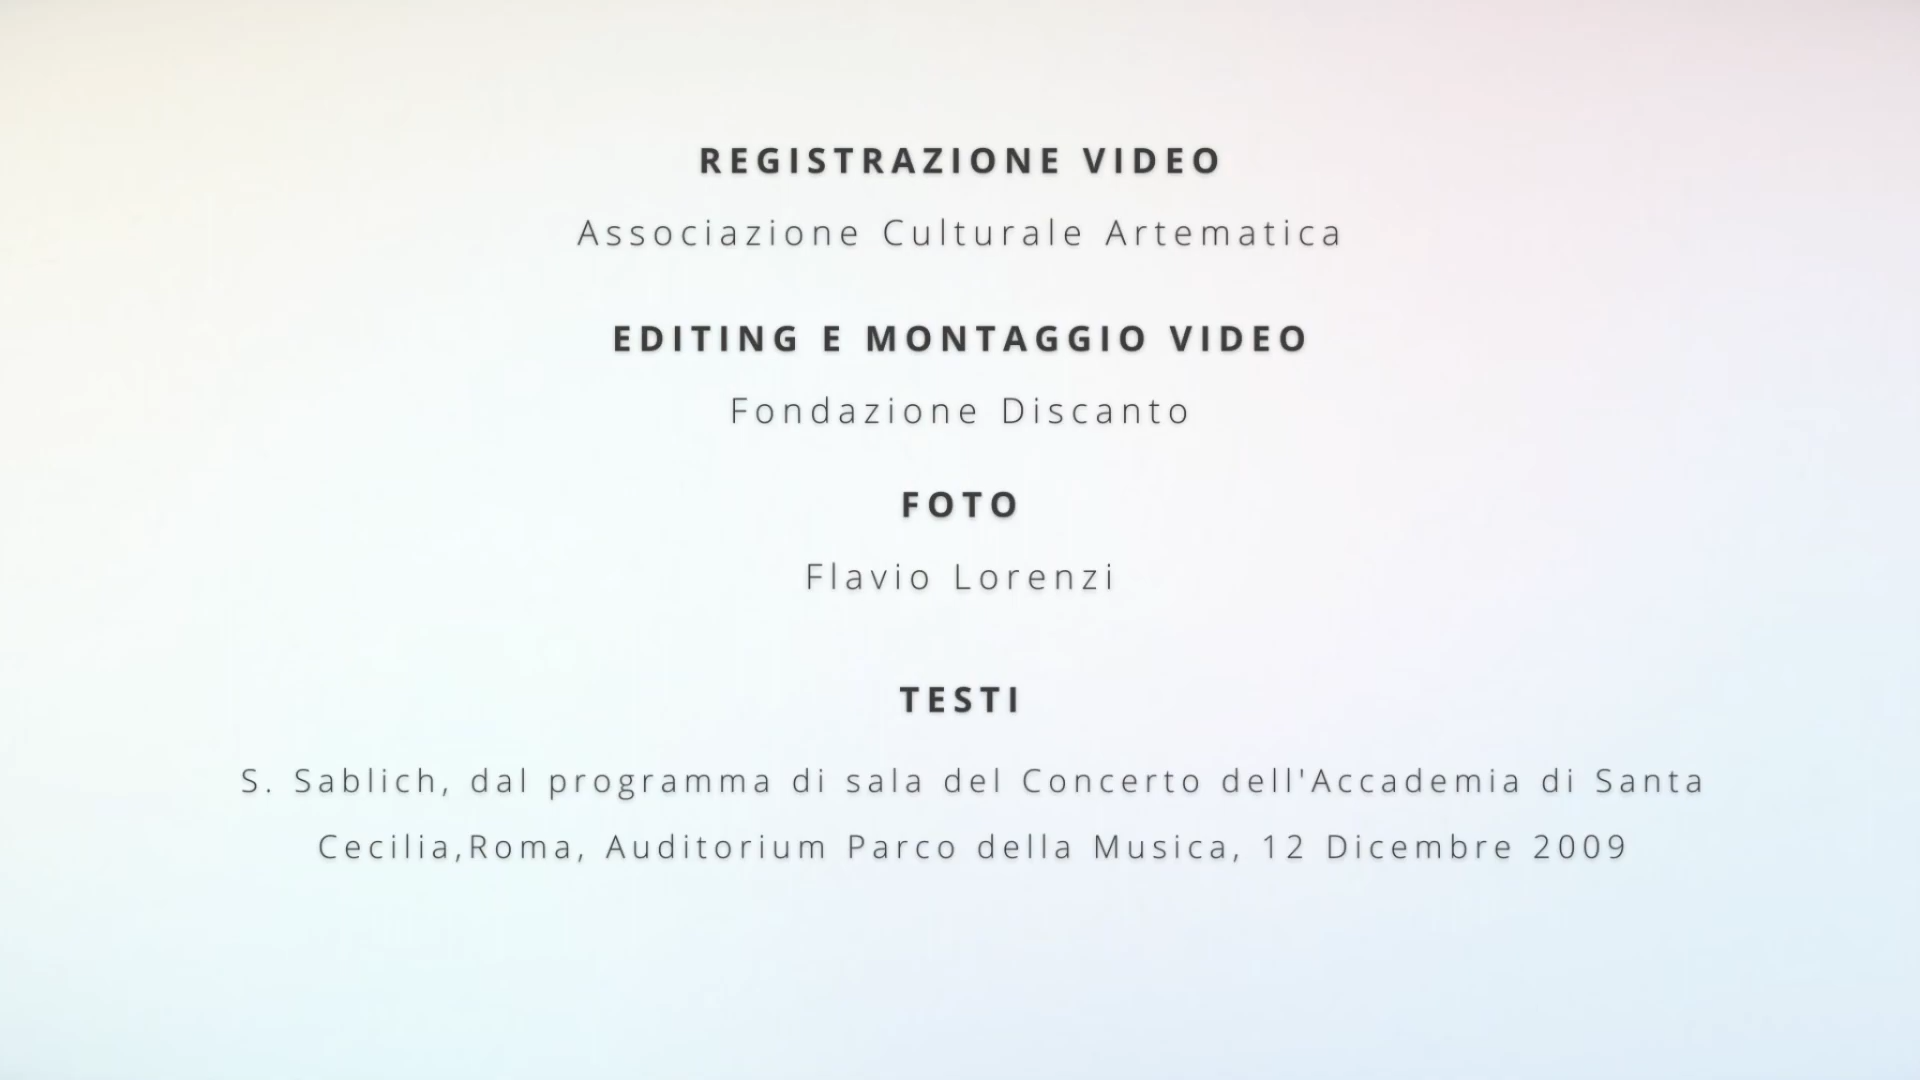 REGISTRAZIONE VIDEO
Associazione Culturale Artematica
EDITING E MONTAGGIO VIDEO
Fondazione Discanto
FOTO
Flavio Lorenzi
TESTI
S. Sablich, dal programma di sala del Concerto dell'Accademia di Santa
Cecilia,Roma, Auditorium Parco della Musica, 12 Dicembre 2009